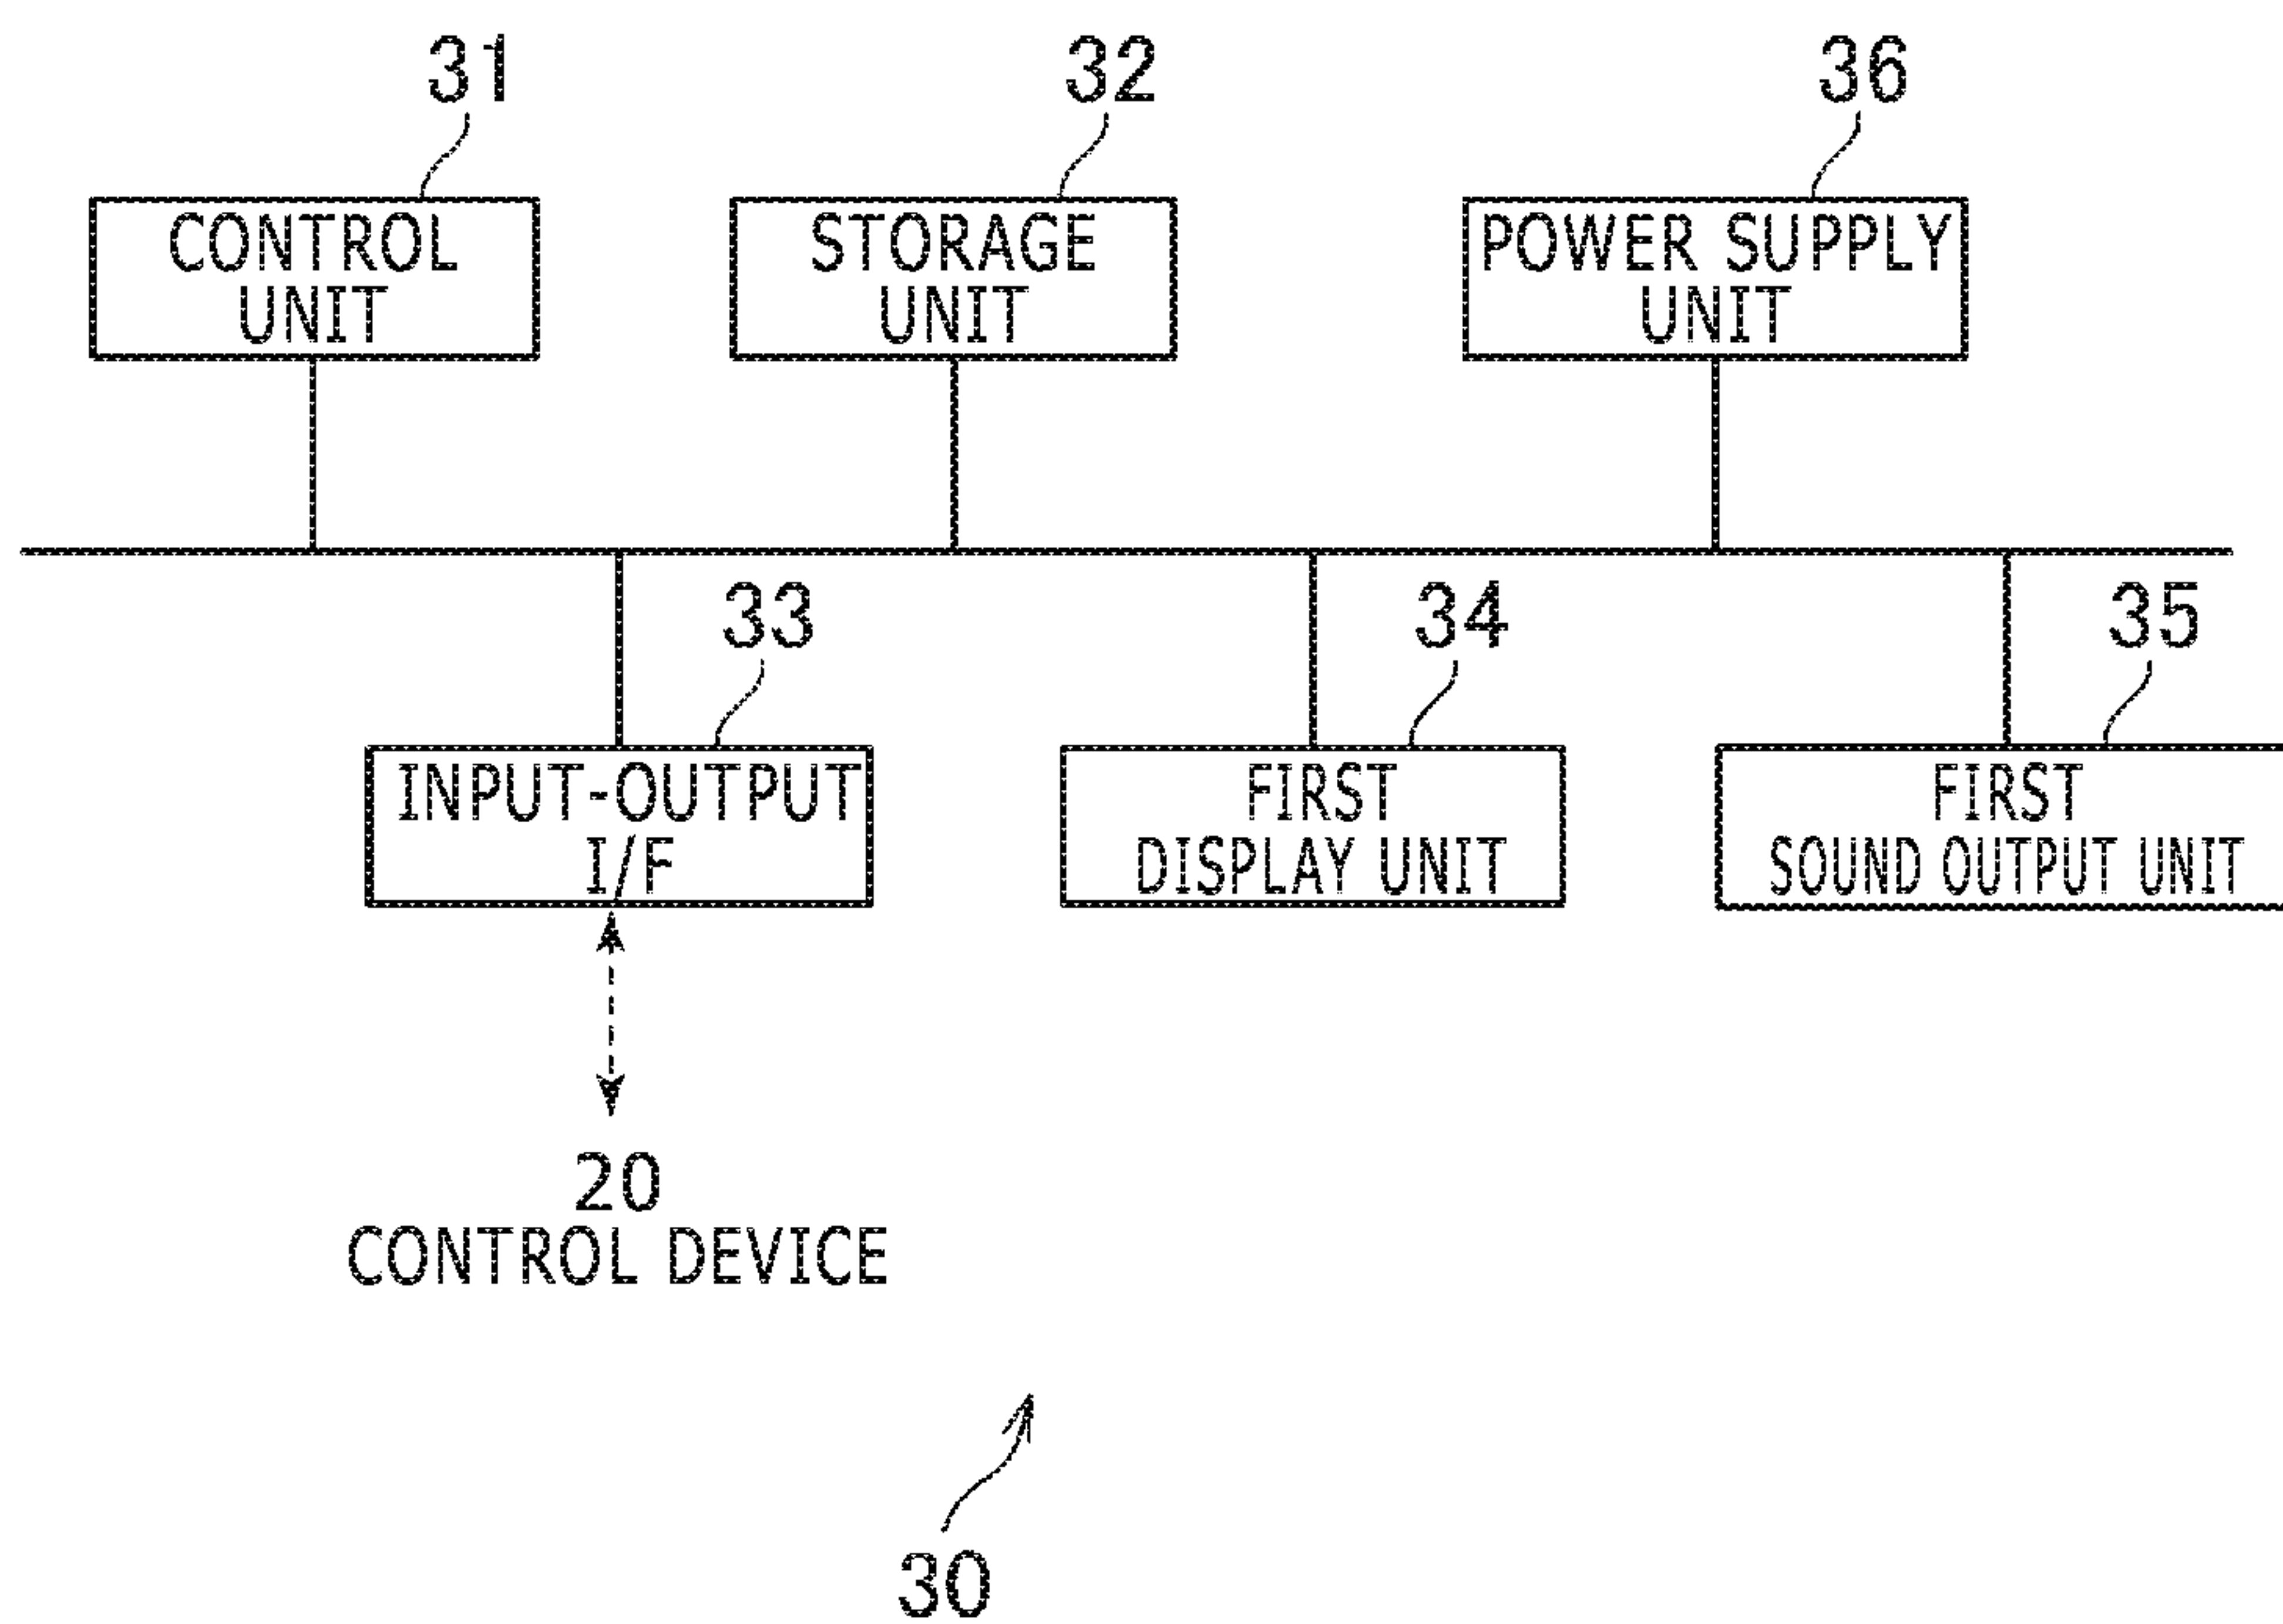 31
32
36
CONTROL
UNIT
STORAGE
UNIT
POWER SUPPLY
UNIT
33
34
35
INPUT-OUTPUT
I/F
FIRST
DISPLAY UNIT
FIRST
SOUND OUTPUT UNIT
20
CONTROL DEVICE
30